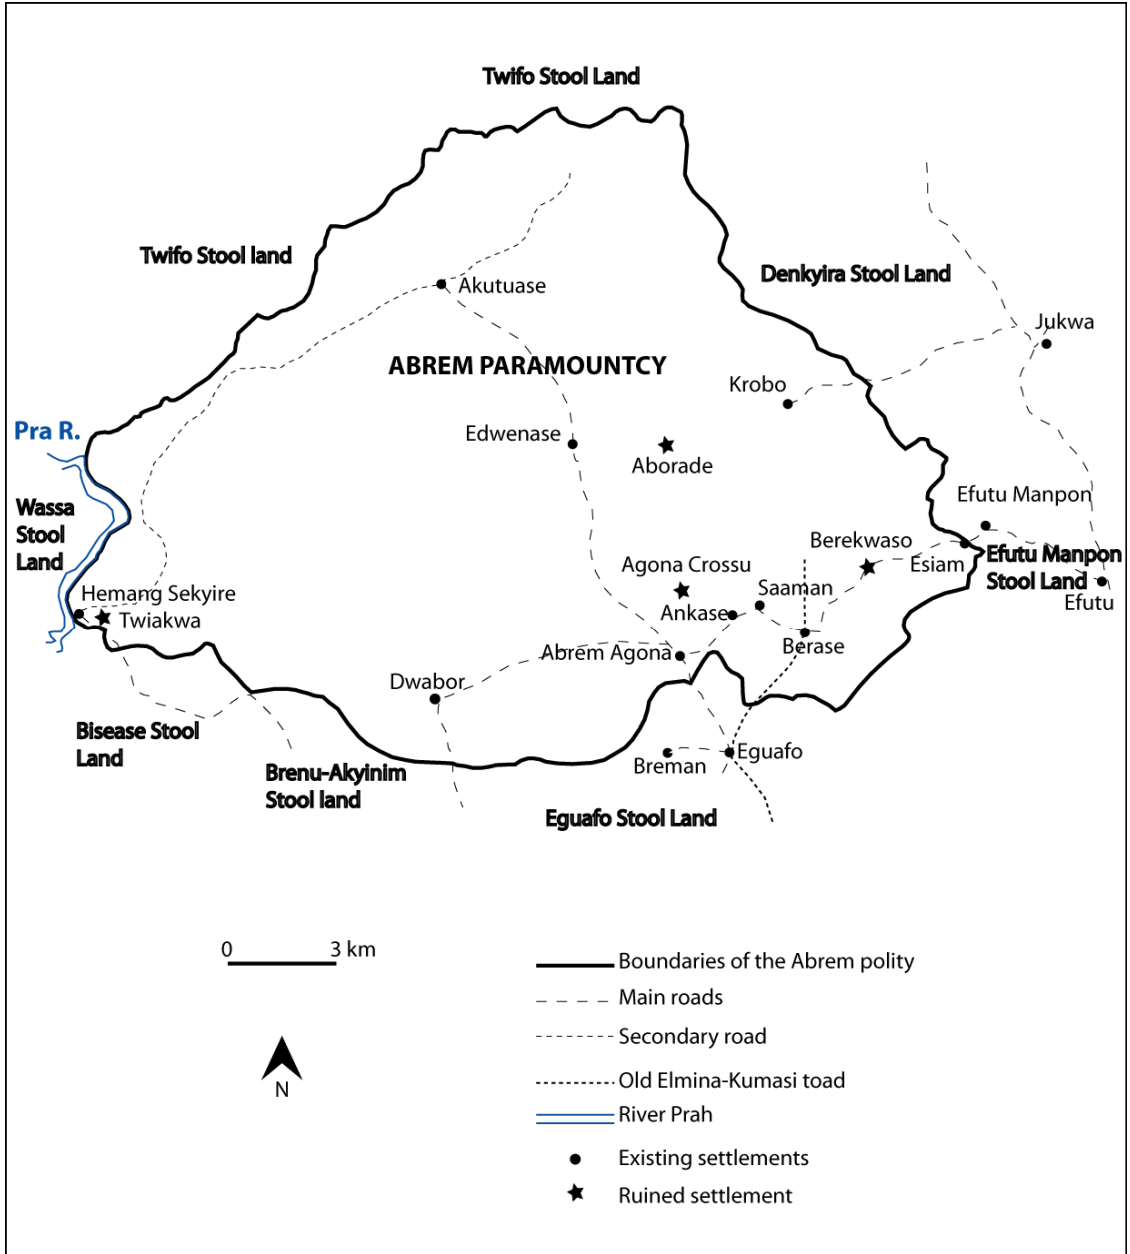 Twifo Stool Land
Twifo Stool land
Denkyira Stool Land
Akutuase
Jukwa
ABREM PARAMOUNTCY
Krobo
Pra R.
Edwenase
Aborade
Wassa
Stool
Land
Efutu Manpon
Berekwaso
Esiam
Efutu Manpon
Stool Land
Agona Crossu
Saaman
Hemang Sekyire
Efutu
Ankase
Twiakwa
Berase
Abrem Agona
Dwabor
Bisease Stool
Land
Eguafo
Breman
Brenu-Akyinim
Stool land
Eguafo Stool Land
0 3 km
Boundaries of the Abrem polity
Main roads
Secondary road
Old Elmina-Kumasi toad
River Prah
Existing settlements
Ruined settlement
N